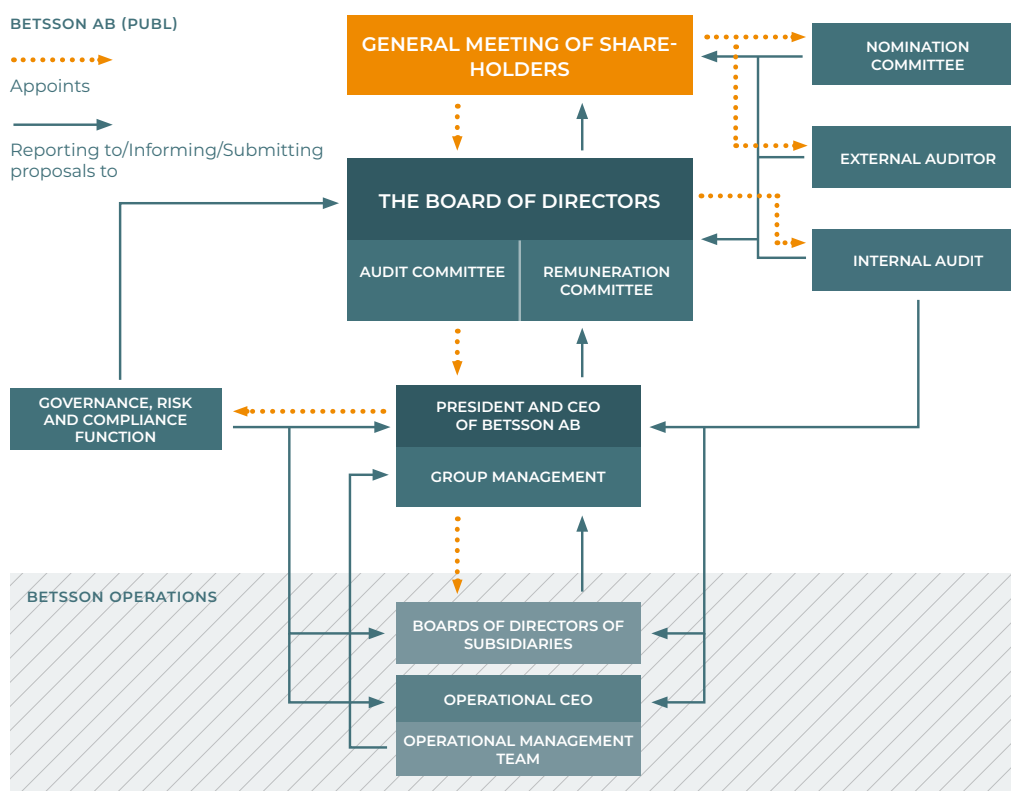 BETSSON AB (PUBL)
Appoints
Reporting to/Informing/Submitting
proposals to
GENERAL MEETING OF SHARE-
HOLDERS
NOMINATION
COMMITTEE
EXTERNAL AUDITOR
THE BOARD OF DIRECTORS
AUDIT COMMITTEE
REMUNERATION
COMMITTEE
INTERNAL AUDIT
GOVERNANCE, RISK
AND COMPLIANCE
FUNCTION
PRESIDENT AND CEO
OF BETSSON AB
GROUP MANAGEMENT
BETSSON OPERATIONS
BOARDS OF DIRECTORS OF
SUBSIDIARIES
OPERATIONAL CEO
OPERATIONAL MANAGEMENT
TEAM